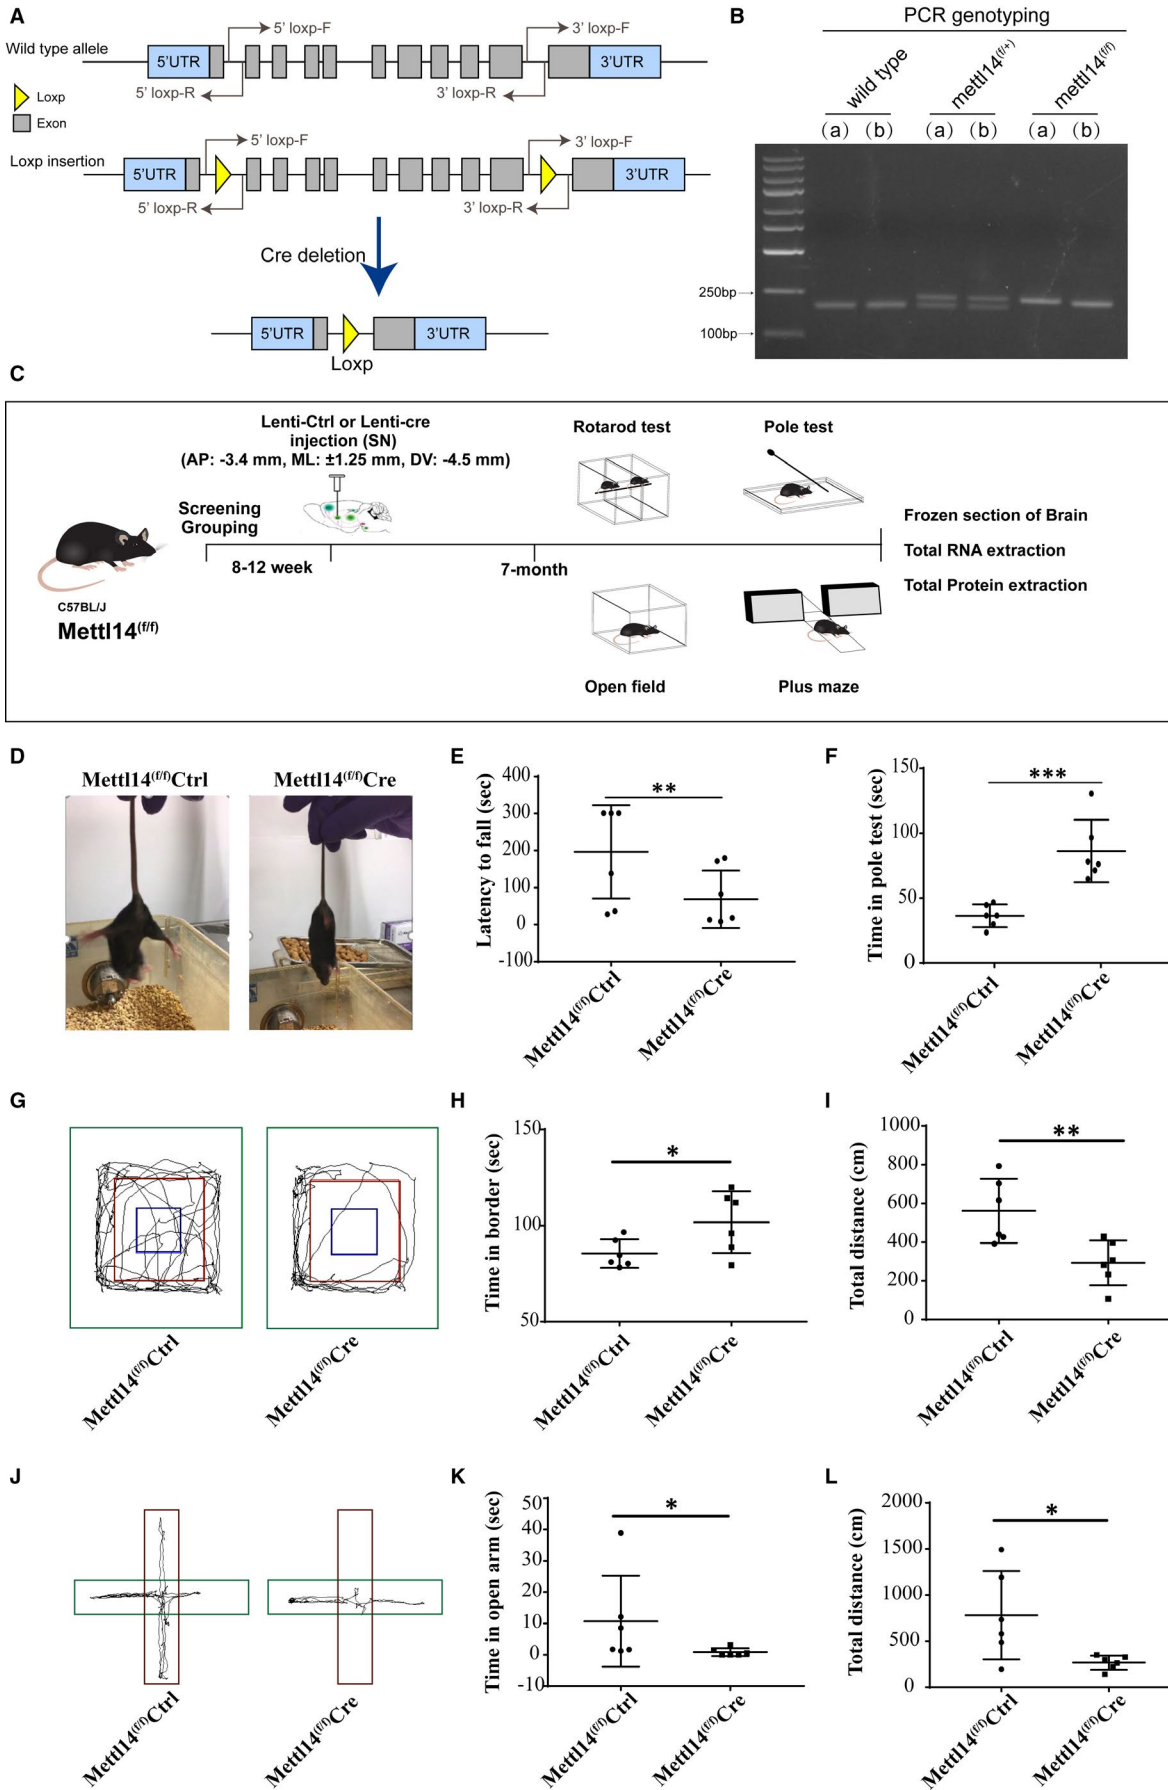 A
Wild type allele
5'UTR
5' loxp-F
3' loxp-F
3'UTR
5' loxp-R
3' loxp-R
Loxp
Exon
Loxp insertion
5'UTR
5' loxp-F
3' loxp-F
3'UTR
5' loxp-R
3' loxp-R
Cre deletion
5'UTR
3'UTR
Loxp
B
PCR genotyping
wild type
mettl14(f/+)
mettl14(f/f)
(a) (b) (a) (b) (a) (b)
250bp
100bp
C
Lenti-Ctrl or Lenti-cre
injection (SN)
(AP: -3.4 mm, ML: ±1.25 mm, DV: -4.5 mm)
Screening
Grouping
8-12 week
7-month
Rotarod test
Pole test
Open field
Plus maze
Frozen section of Brain
Total RNA extraction
Total Protein extraction
C57BL/J
Mettl14(f/f)
D
Mettl14(f/f)Ctrl
Mettl14(f/f)Cre
E
Latency to fall (sec)
400
300
200
100
0
-100
**
Mettl14(f/f)Ctrl
Mettl14(f/f)Cre
F
Time in pole test (sec)
150
100
50
0
***
Mettl14(f/f)Ctrl
Mettl14(f/f)Cre
G
Mettl14(f/f)Ctrl
Mettl14(f/f)Cre
H
Time in border (sec)
150
100
50
*
Mettl14(f/f)Ctrl
Mettl14(f/f)Cre
I
Total distance (cm)
1000
800
600
400
200
0
**
Mettl14(f/f)Ctrl
Mettl14(f/f)Cre
J
Mettl14(f/f)Ctrl
Mettl14(f/f)Cre
K
Time in open arm (sec)
50
40
30
20
10
0
-10
*
Mettl14(f/f)Ctrl
Mettl14(f/f)Cre
L
Total distance (cm)
2000
1500
1000
500
0
*
Mettl14(f/f)Ctrl
Mettl14(f/f)Cre